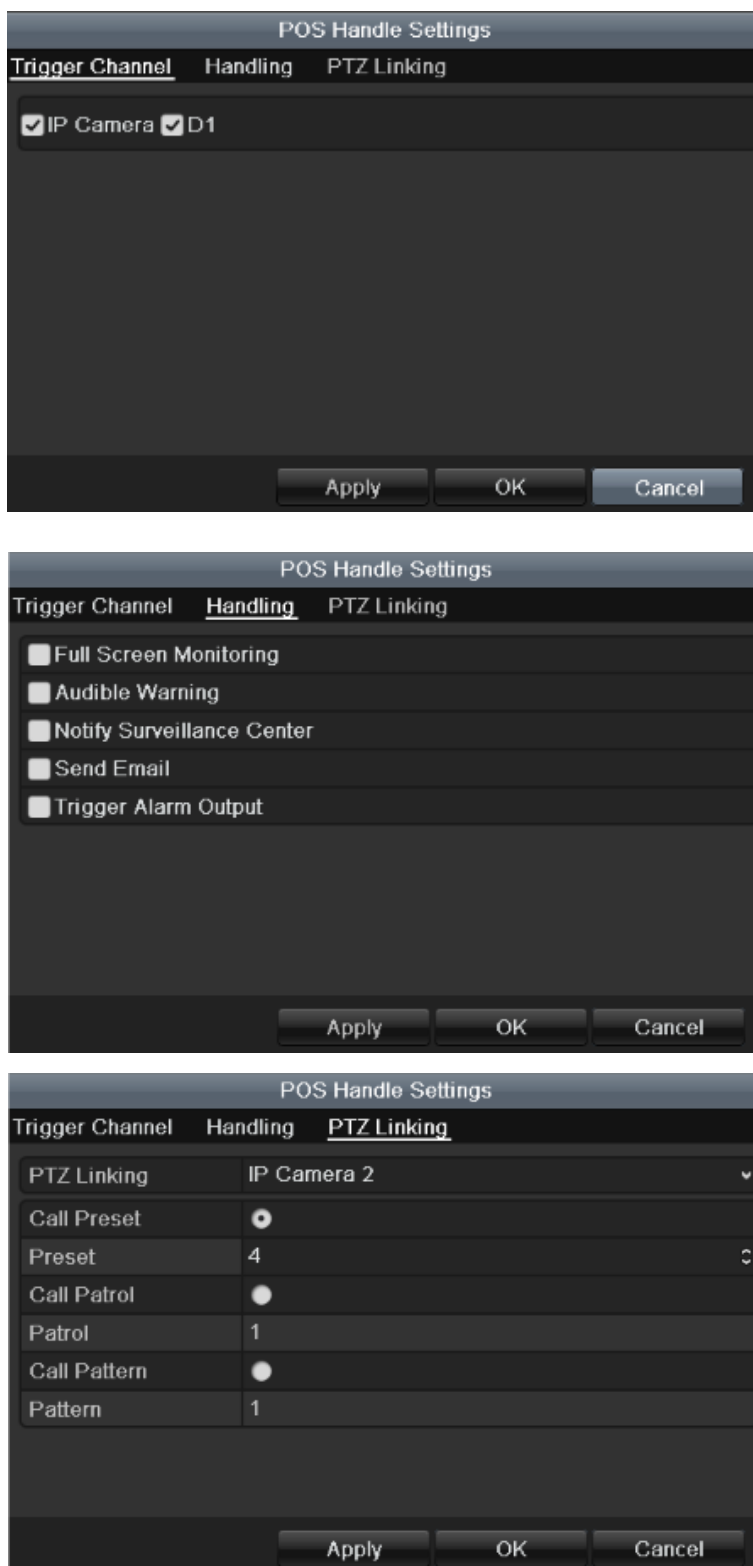 POS Handle Settings
Trigger Channel Handling PTZ Linking
IP Camera D1
Apply OK Cancel
POS Handle Settings
Trigger Channel Handling PTZ Linking
Full Screen Monitoring
Audible Warning
Notify Surveillance Center
Send Email
Trigger Alarm Output
Apply OK Cancel
POS Handle Settings
Trigger Channel Handling PTZ Linking
PTZ Linking IP Camera 2
Call Preset
Preset 4
Call Patrol
Patrol 1
Call Pattern
Pattern 1
Apply OK Cancel